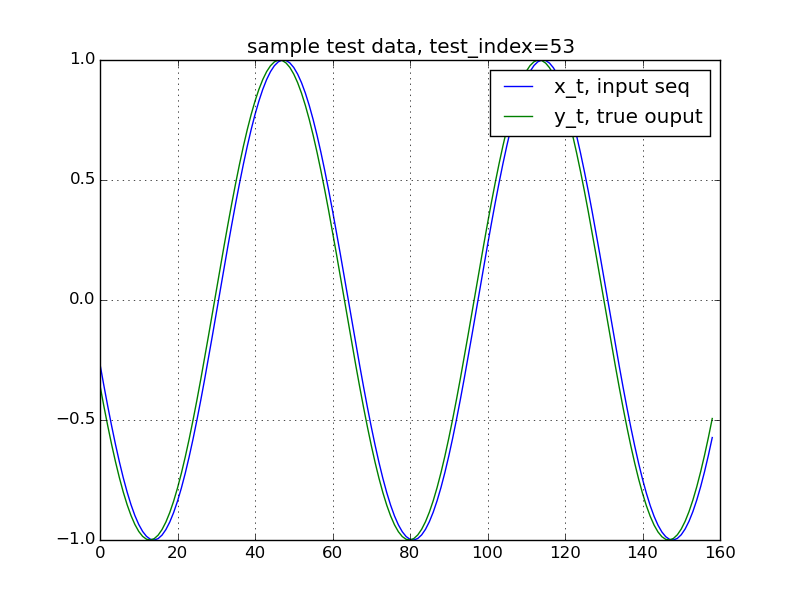 sample test data, test_index=53
x_t, input seq
y_t, true ouput
1.0
0.5
0.0
−0.5
−1.0
0 20 40 60 80 100 120 140 160